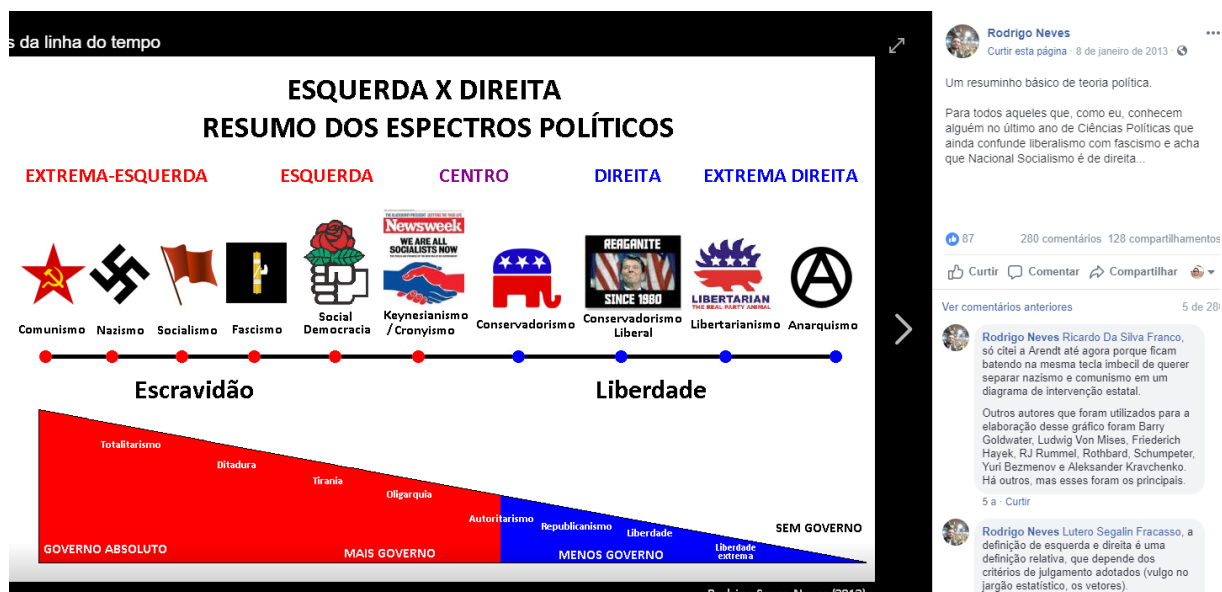 s da linha do tempo
ESQUERDA X DIREITA
RESUMO DOS ESPECTROS POLÍTICOS
EXTREMA-ESQUERDA
ESQUERDA
CENTRO
DIREITA
EXTREMA DIREITA
Newsweek
WE ARE ALL
SOCIALISTS NOW
REAGANITE
SINCE 1980
LIBERTARIAN
THE REAL PARTY ANIMAL
Comunismo
Nazismo
Socialismo
Fascismo
Social
Democracia
Keynesianismo
/Cronyismo
Conservadorismo
Conservadorismo
Liberal
Libertarianismo
Anarquismo
Escravidão
Liberdade
Totalitarismo
Ditadura
Tirania
Oligarquia
Autoritarismo
Republicanismo
Liberdade
Liberdade
extrema
SEM GOVERNO
GOVERNO ABSOLUTO
MAIS GOVERNO
MENOS GOVERNO
Rodrigo Neves
Curtir esta página · 8 de janeiro de 2013 ·
Um resuminho básico de teoria política.
Para todos aqueles que, como eu, conhecem
alguém no último ano de Ciências Políticas que
ainda confunde liberalismo com fascismo e acha
que Nacional Socialismo é de direita...
87
280 comentários 128 compartilhamentos
Curtir
Comentar
Compartilhar
Ver comentários anteriores
5 de 28
Rodrigo Neves Ricardo Da Silva Franco,
só citei a Arendt até agora porque ficam
batendo na mesma tecla imbecil de querer
separar nazismo e comunismo em um
diagrama de intervenção estatal.
Outros autores que foram utilizados para a
elaboração desse gráfico foram Barry
Goldwater, Ludwig Von Mises, Friederich
Hayek, RJ Rummel, Rothbard, Schumpeter,
Yuri Bezmenov e Aleksander Kravchenko.
Há outros, mas esses foram os principais.
5 a · Curtir
Rodrigo Neves Lutero Segalin Fracasso, a
definição de esquerda e direita é uma
definição relativa, que depende dos
critérios de julgamento adotados (vulgo no
jargão estatístico, os vetores).